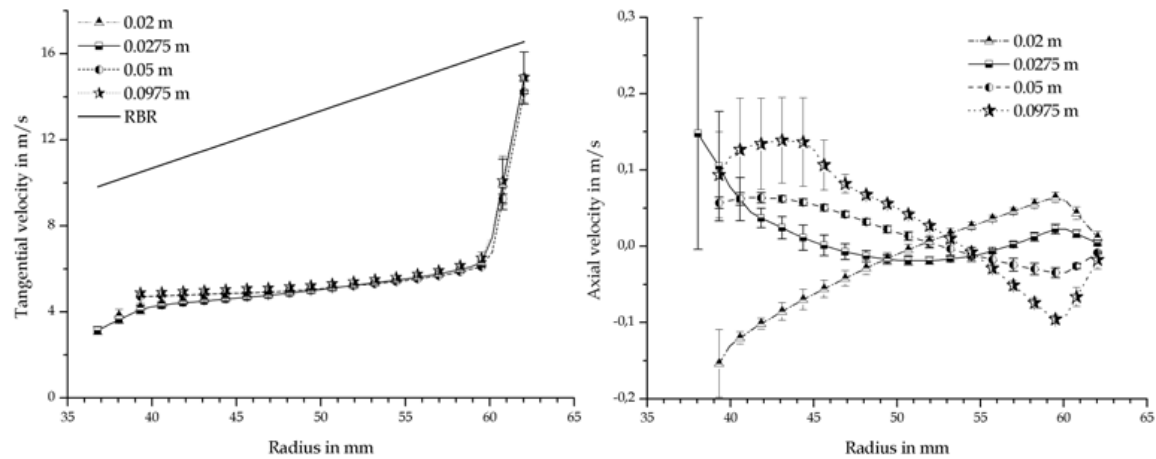 0.02 m
0.0275 m
0.05 m
0.0975 m
RBR
Tangential velocity in m/s
16
12
8
4
0
35 40 45 50 55 60 65
Radius in mm
0.02 m
0.0275 m
0.05 m
0.0975 m
Axial velocity in m/s
0,3
0,2
0,1
0,0
-0,1
-0,2
35 40 45 50 55 60 65
Radius in mm